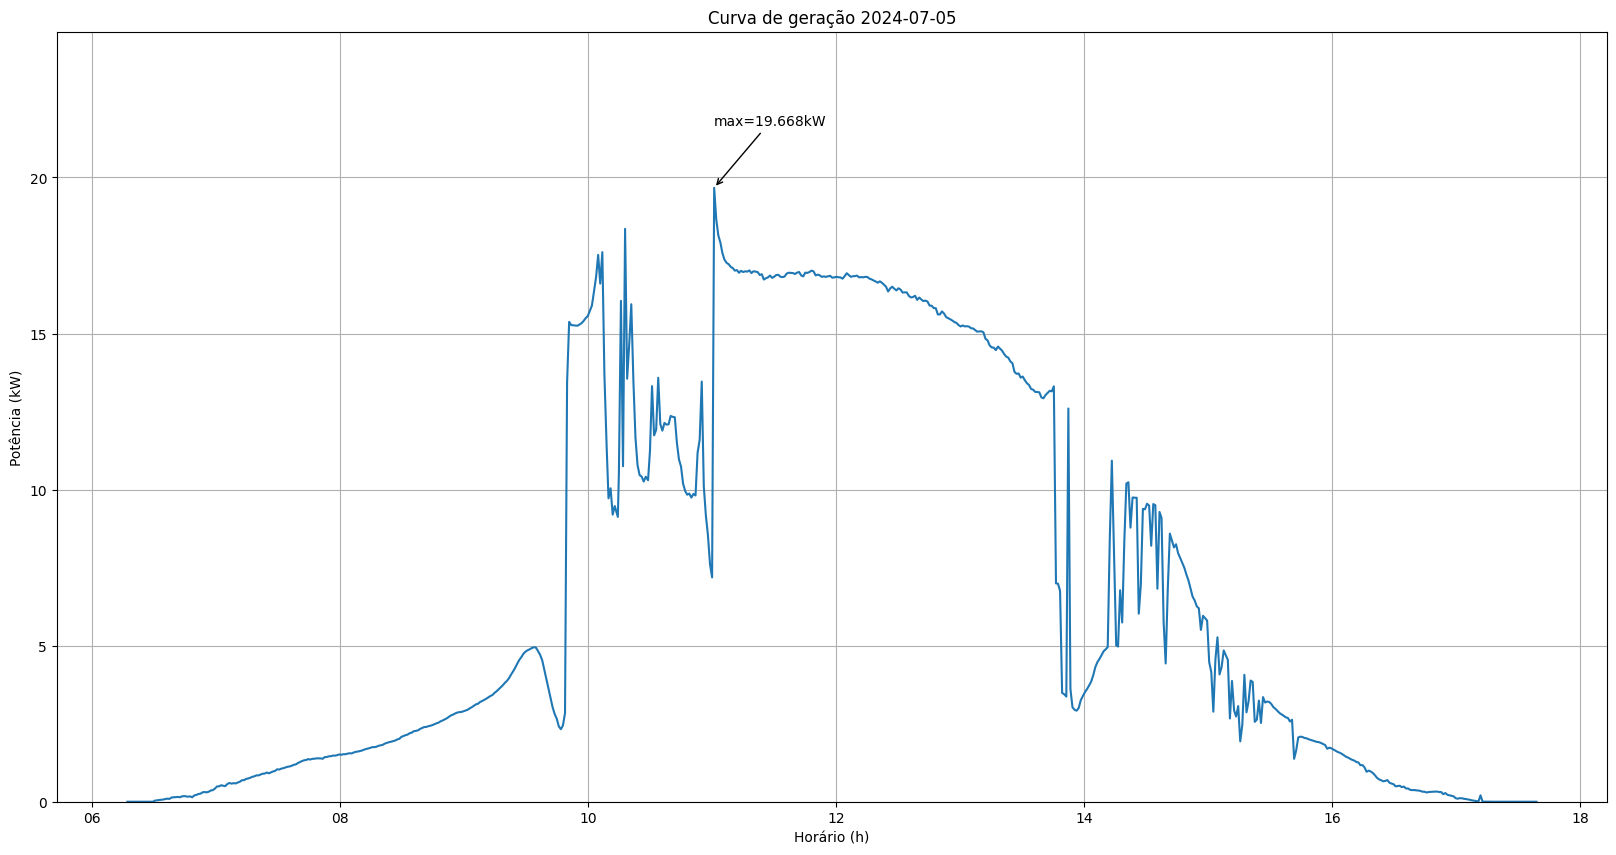 Curva de geração 2024-07-05
max=19.668kW
Potência (kW)
20
15
10
5
0
06 08 10 12 14 16 18
Horário (h)